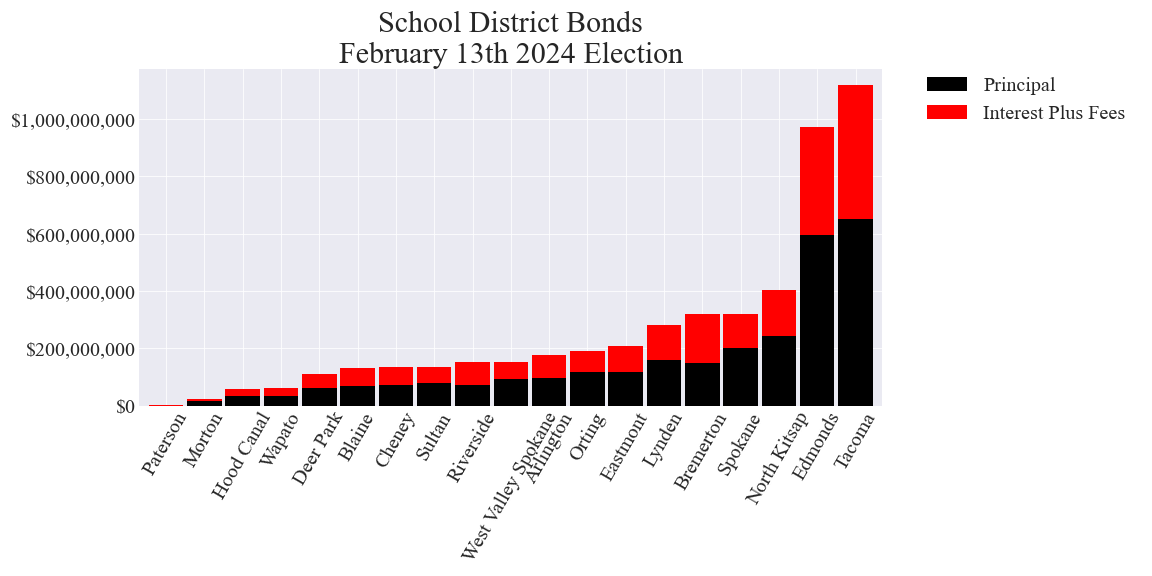 School District Bonds
February 13th 2024 Election
Principal
Interest Plus Fees
$1,000,000,000
$800,000,000
$600,000,000
$400,000,000
$200,000,000
$0
Paterson
Morton
Hood Canal
Wapato
Deer Park
Blaine
Cheney
Sultan
Riverside
West Valley Spokane
Arlington
Orting
Eastmont
Lynden
Bremerton
Spokane
North Kitsap
Edmonds
Tacoma